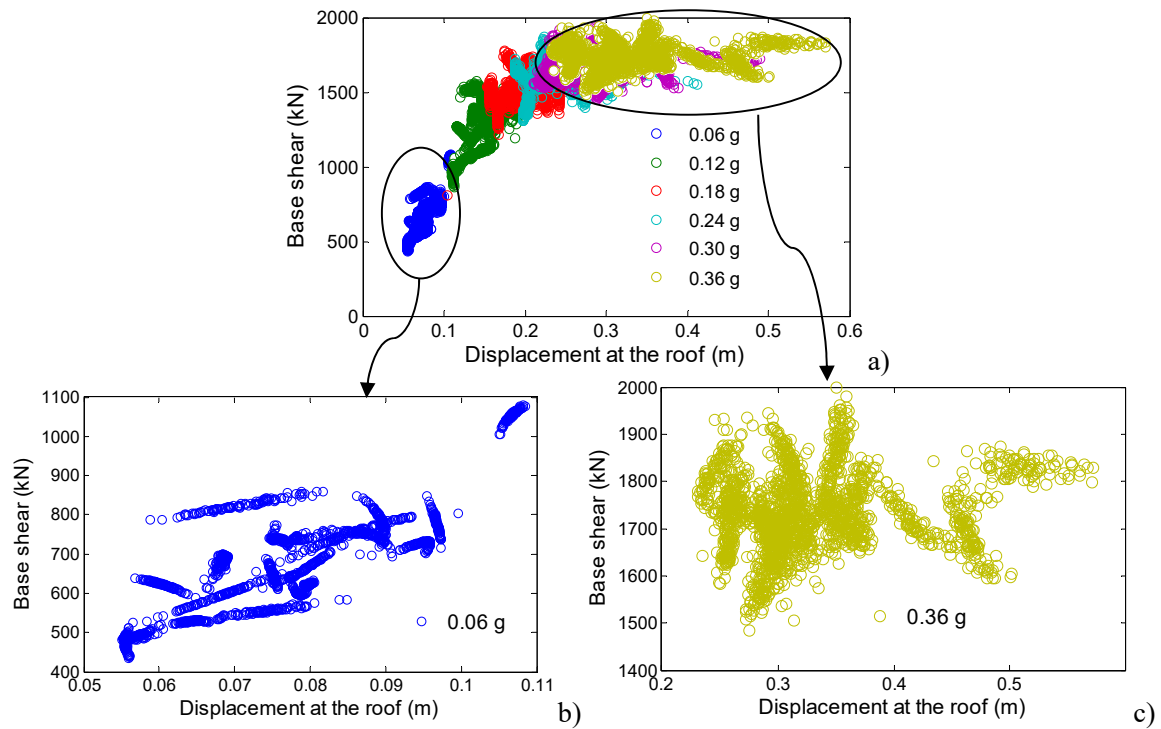 2000
1500
1000
500
0
Base shear (kN)
0.06 g
0.12 g
0.18 g
0.24 g
0.30 g
0.36 g
0 0.1 0.2 0.3 0.4 0.5 0.6
Displacement at the roof (m)
a)
1100
1000
900
800
700
600
500
400
Base shear (kN)
0.06 g
0.05 0.06 0.07 0.08 0.09 0.1 0.11
Displacement at the roof (m)
b)
2000
1900
1800
1700
1600
1500
1400
Base shear (kN)
0.36 g
0.2 0.3 0.4 0.5
Displacement at the roof (m)
c)